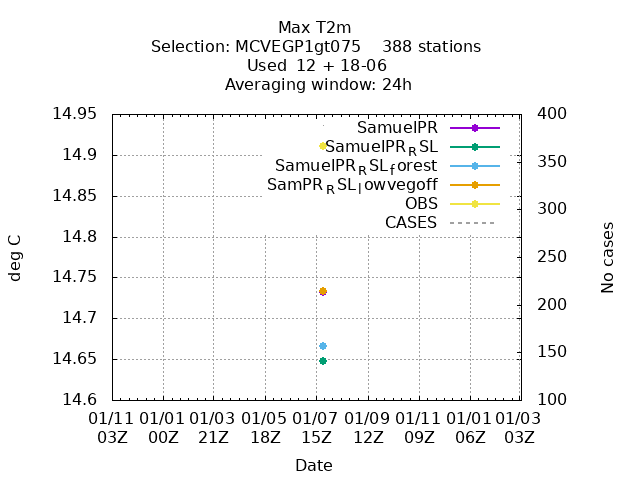 Max T2m
Selection: MCVEGP1gt075    388 stations
Used  12 + 18-06
Averaging window: 24h
14.95
14.9
14.85
14.8
14.75
14.7
14.65
14.6
deg C
400
350
300
250
200
150
100
No cases
SamuelPR
SamuelPR_RSL
SamuelPR_RSL_forest
SamPR_RSL_lowvegoff
OBS
CASES
01/11 01/01 01/03 01/05 01/07 01/09 01/11 01/01 01/03
03Z 00Z 21Z 18Z 15Z 12Z 09Z 06Z 03Z
Date